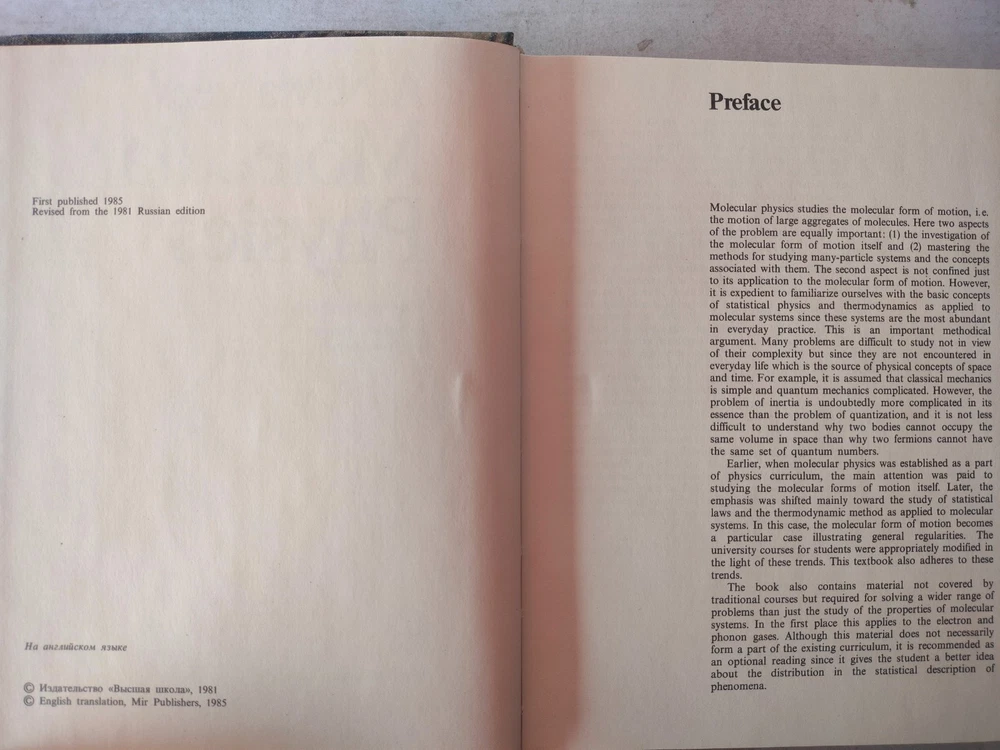 First published 1985
Revised from the 1981 Russian edition
На английском языке
© Издательство «Высшая школа», 1981
© English translation, Mir Publishers, 1985
Preface
Molecular physics studies the molecular form of motion, i.e.
the motion of large aggregates of molecules. Here two aspects
of the problem are equally important: (1) the investigation of
the molecular form of motion itself and (2) mastering the
methods for studying many-particle systems and the concepts
associated with them. The second aspect is not confined just
to its application to the molecular form of motion. However,
it is expedient to familiarize ourselves with the basic concepts
of statistical physics and thermodynamics as applied to
molecular systems since these systems are the most abundant
in everyday practice. This is an important methodical
argument. Many problems are difficult to study not in view
of their complexity but since they are not encountered in
everyday life which is the source of physical concepts of space
and time. For example, it is assumed that classical mechanics
is simple and quantum mechanics complicated. However, the
problem of inertia is undoubtedly more complicated in its
essence than the problem of quantization, and it is not less
difficult to understand why two bodies cannot occupy the
same volume in space than why two fermions cannot have
the same set of quantum numbers.
Earlier, when molecular physics was established as a part
of physics curriculum, the main attention was paid to
studying the molecular forms of motion itself. Later, the
emphasis was shifted mainly toward the study of statistical
laws and the thermodynamic method as applied to molecular
systems. In this case, the molecular form of motion becomes
a particular case illustrating general regularities. The
university courses for students were appropriately modified in
the light of these trends. This textbook also adheres to these
trends.
The book also contains material not covered by
traditional courses but required for solving a wider range of
problems than just the study of the properties of molecular
systems. In the first place this applies to the electron and
phonon gases. Although this material does not necessarily
form a part of the existing curriculum, it is recommended as
an optional reading since it gives the student a better idea
about the distribution in the statistical description of
phenomena.